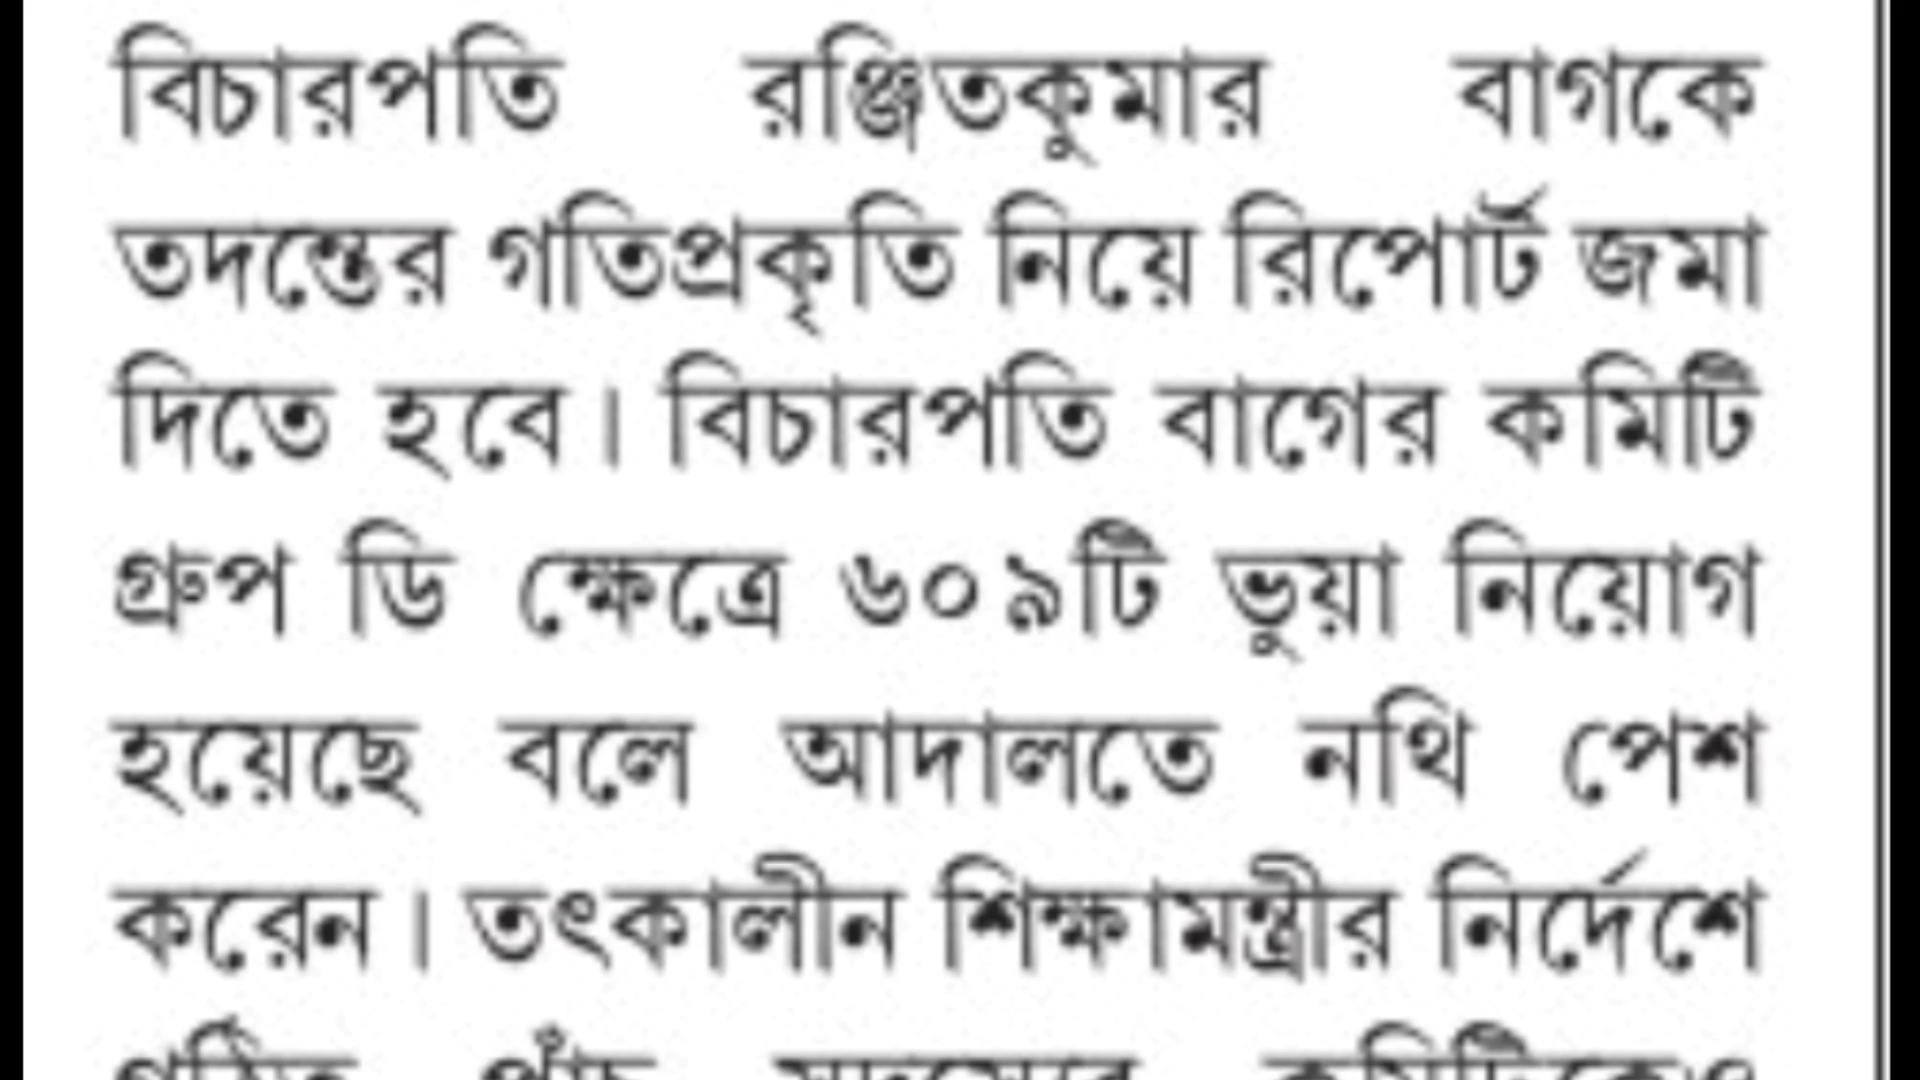 বিচারপতি রঞ্জিতকুমার বাগকে
তদন্তের গতিপ্রকৃতি নিয়ে রিপোর্ট জমা
দিতে হবে। বিচারপতি বাগের কমিটি
গ্রুপ ডি ক্ষেত্রে ৬০৯টি ভুয়া নিয়োগ
হয়েছে বলে আদালতে নথি পেশ
করেন। তৎকালীন শিক্ষামন্ত্রীর নির্দেশে